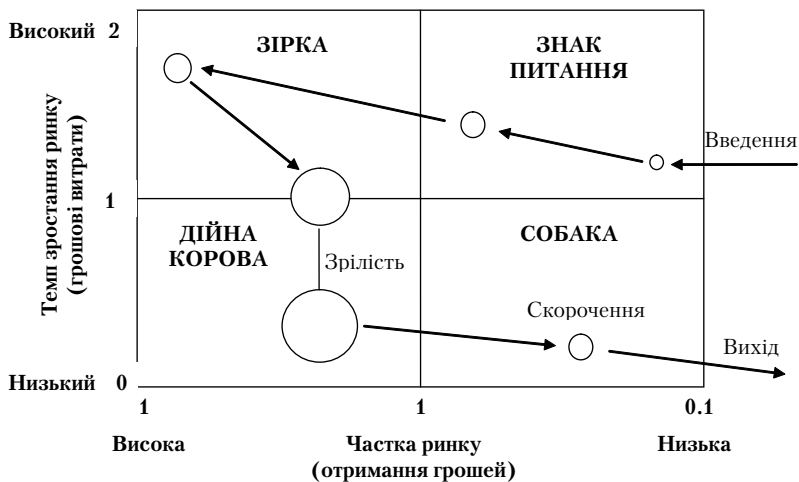 Високий 2
ЗІРКА
ЗНАК
ПИТАННЯ
Введення
Темп зростання ринку
(грошові витрати)
1
ДІЙНА
КОРОВА
СОБАКА
Зрілість
Скорочення
Вихід
Низький 0
1 1 0.1
Висока Частка ринку Низька
(отримання грошей)